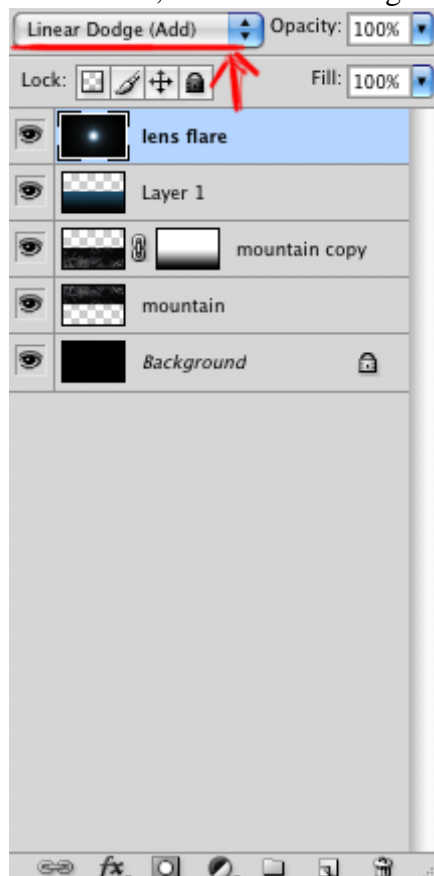 Linear Dodge (Add) Opacity: 100%
Lock: Fill: 100%
lens flare
Layer 1
mountain copy
mountain
Background
fx.